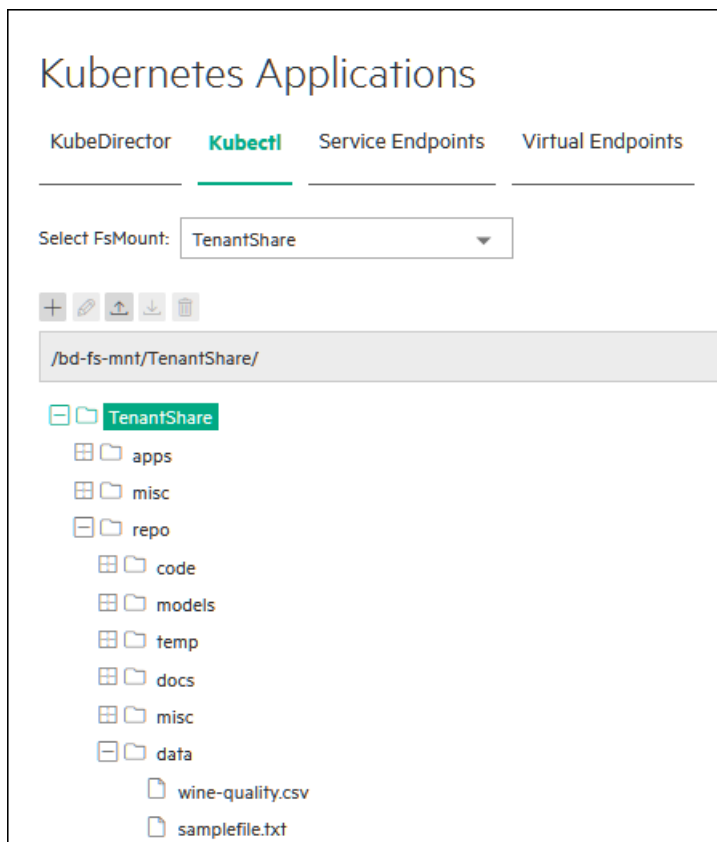 Kubernetes Applications
KubeDirector Kubectl Service Endpoints Virtual Endpoints
Select FsMount: TenantShare
/bd-fs-mnt/TenantShare/
TenantShare
apps
misc
repo
code
models
temp
docs
misc
data
wine-quality.csv
samplefile.txt